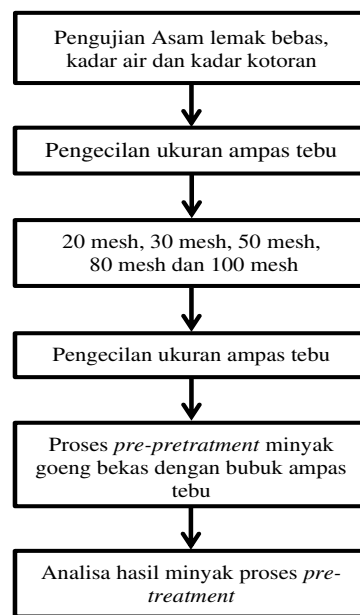 Pengujian Asam lemak bebas,
kadar air dan kadar kotoran
Pengecilan ukuran ampas tebu
20 mesh, 30 mesh, 50 mesh,
80 mesh dan 100 mesh
Pengecilan ukuran ampas tebu
Proses pre-pretratment minyak
goeng bekas dengan bubuk ampas
tebu
Analisa hasil minyak proses pre-
treatment